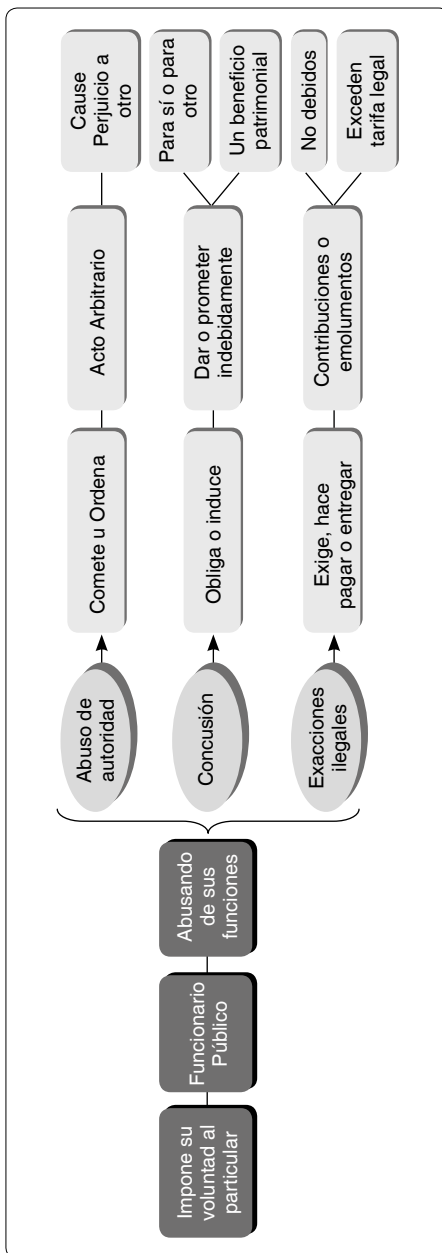 Impone su
voluntad al
particular
Funcionario
Público
Abusando
de sus
funciones
Abuso de
autoridad
Comete u Ordena
Acto Arbitrario
Cause
Perjuicio a
otro
Concusión
Obliga o induce
Dar o prometer
indebidamente
Para sí o para
otro
Un beneficio
patrimonial
Exacciones
ilegales
Exige, hace
pagar o entregar
Contribuciones o
emolumentos
No debidos
Exceden
tarifa legal